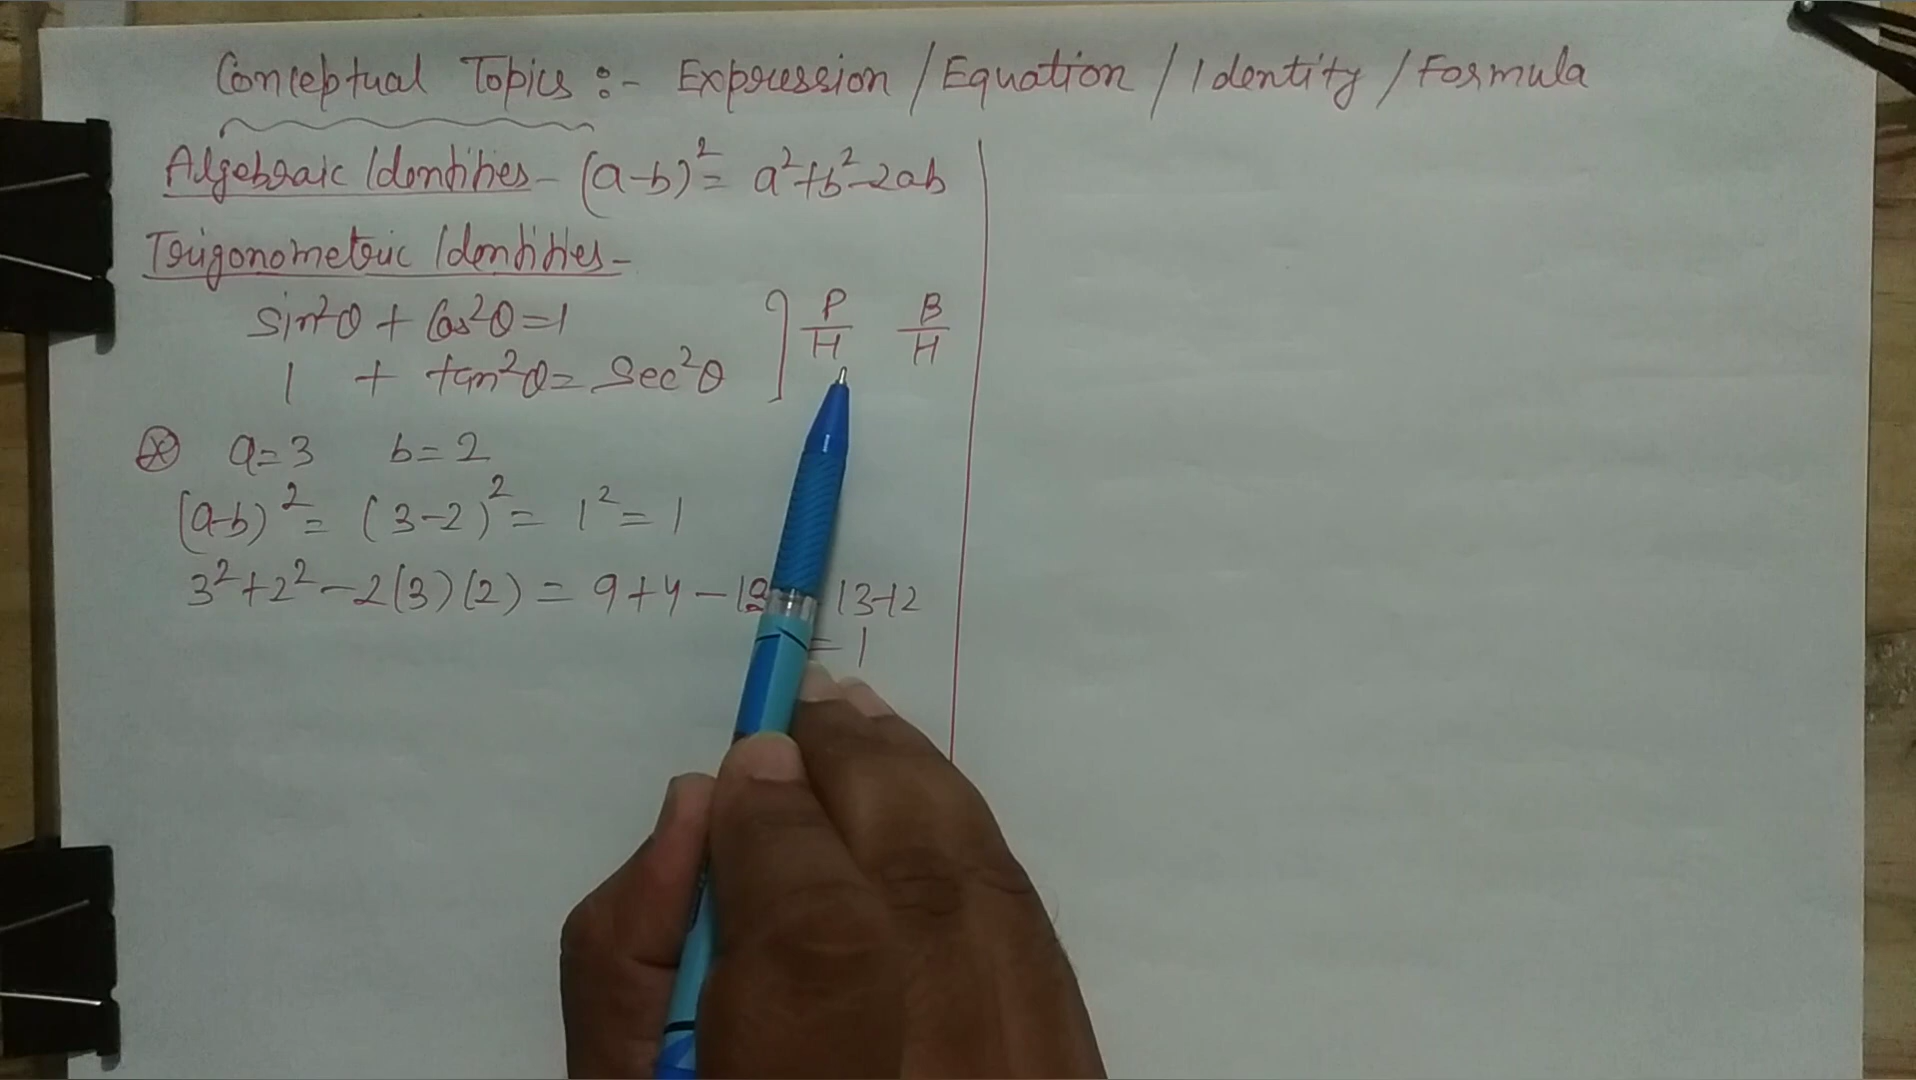 Conceptual Topics :- Expression / Equation / Identity / Formula
Algebraic Identities - (a-b)² = a²+b²-2ab
Trigonometric Identities -
sin²θ + Cos²θ = 1
1 + tan²θ = Sec²θ ] P/H B/H
⊗ a=3 b=2
(a-b)² = (3-2)² = 1² = 1
3²+2²-2(3)(2) = 9+4-12 13-12
= 1